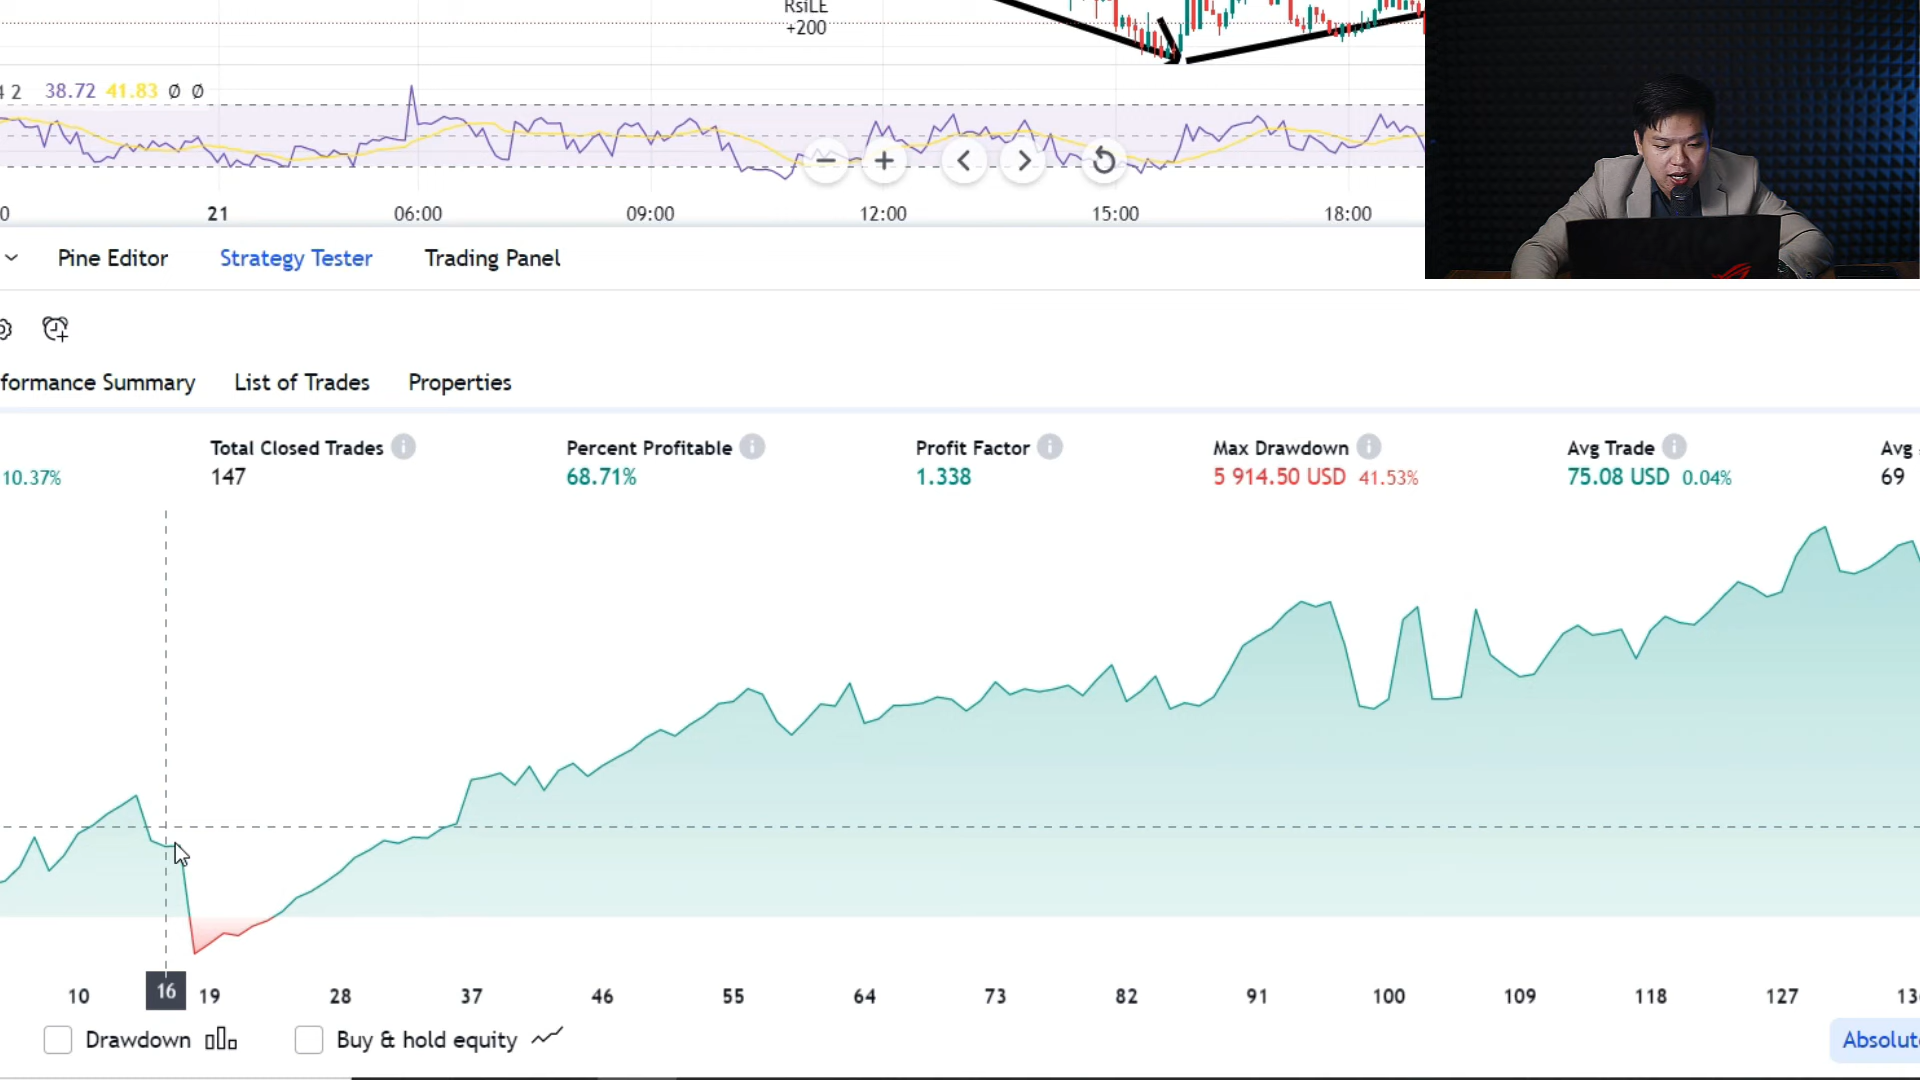 RsiLE
+200
4 2 38.72 41.83 Ø Ø
0 21 06:00 09:00 12:00 15:00 18:00
Pine Editor Strategy Tester Trading Panel
formance Summary List of Trades Properties
Total Closed Trades Percent Profitable Profit Factor Max Drawdown Avg Trade Avg
10.37% 147 68.71% 1.338 5 914.50 USD 41.53% 75.08 USD 0.04% 69
10 16 19 28 37 46 55 64 73 82 91 100 109 118 127 13
Drawdown Buy & hold equity Absolut